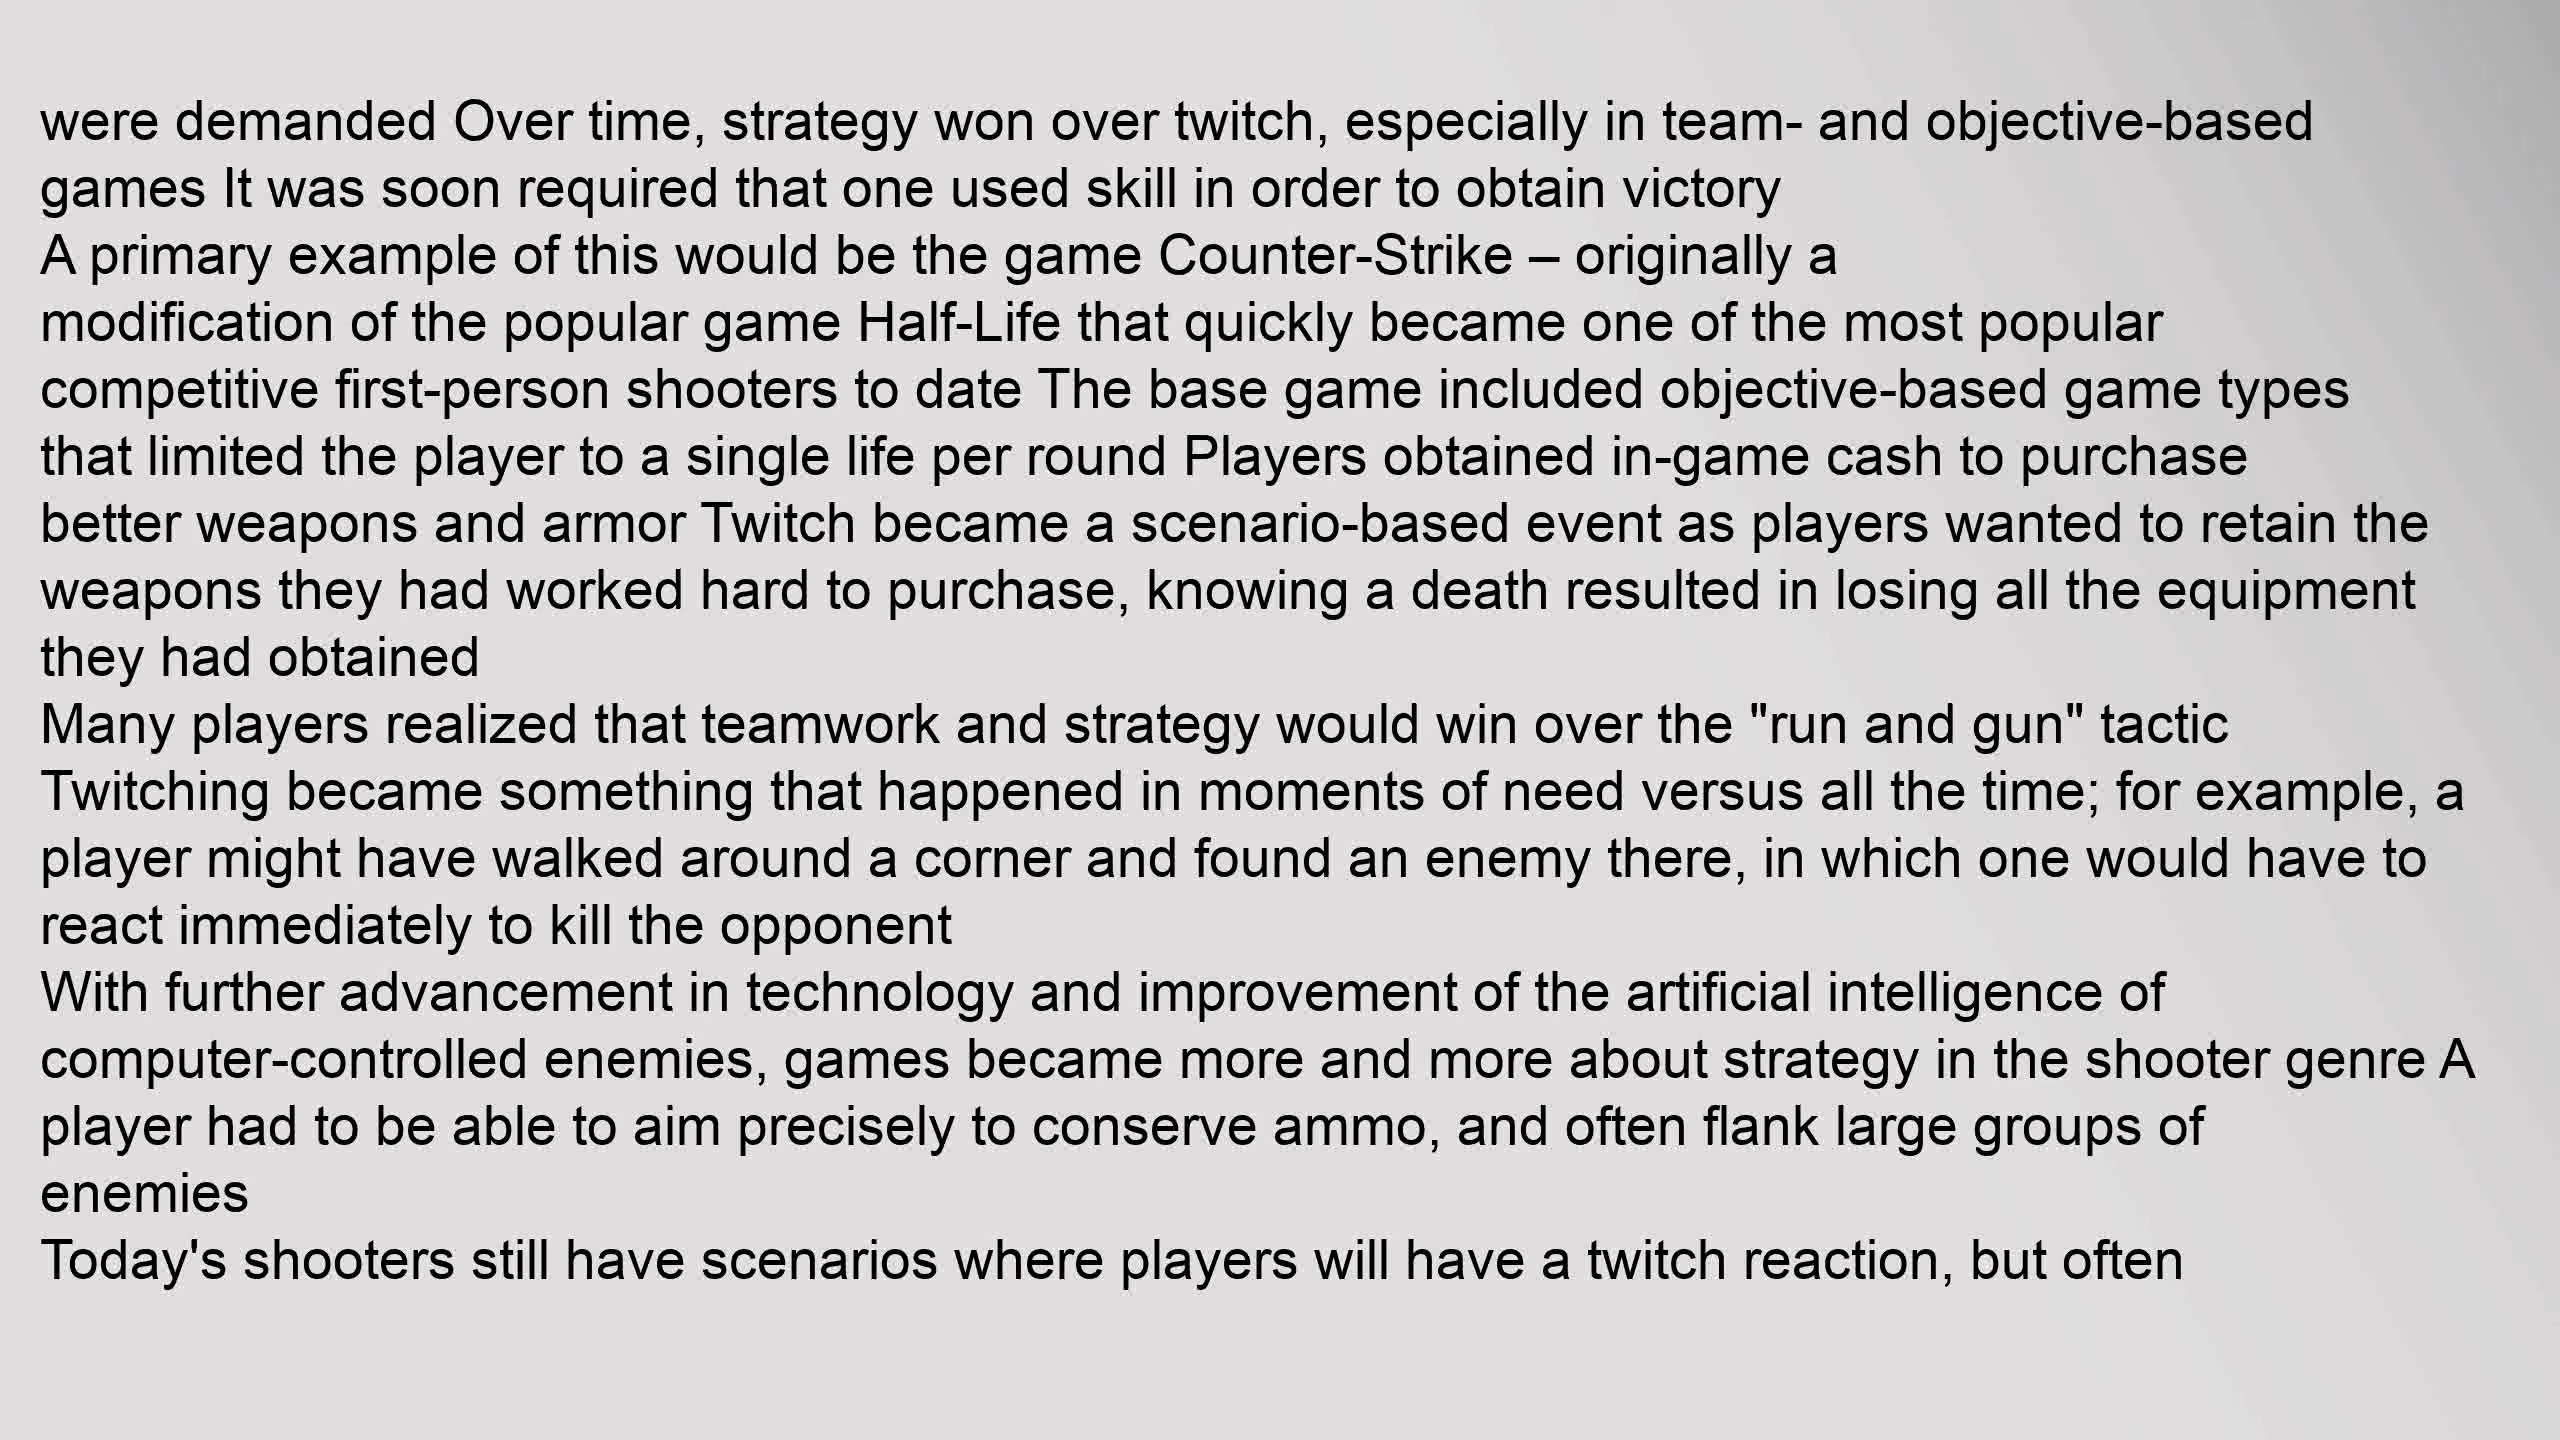 were demanded Over time, strategy won over twitch, especially in team- and objective-based
games It was soon required that one used skill in order to obtain victory
A primary example of this would be the game Counter-Strike – originally a
modification of the popular game Half-Life that quickly became one of the most popular
competitive first-person shooters to date The base game included objective-based game types
that limited the player to a single life per round Players obtained in-game cash to purchase
better weapons and armor Twitch became a scenario-based event as players wanted to retain the
weapons they had worked hard to purchase, knowing a death resulted in losing all the equipment
they had obtained
Many players realized that teamwork and strategy would win over the "run and gun" tactic
Twitching became something that happened in moments of need versus all the time; for example, a
player might have walked around a corner and found an enemy there, in which one would have to
react immediately to kill the opponent
With further advancement in technology and improvement of the artificial intelligence of
computer-controlled enemies, games became more and more about strategy in the shooter genre A
player had to be able to aim precisely to conserve ammo, and often flank large groups of
enemies
Today's shooters still have scenarios where players will have a twitch reaction, but often